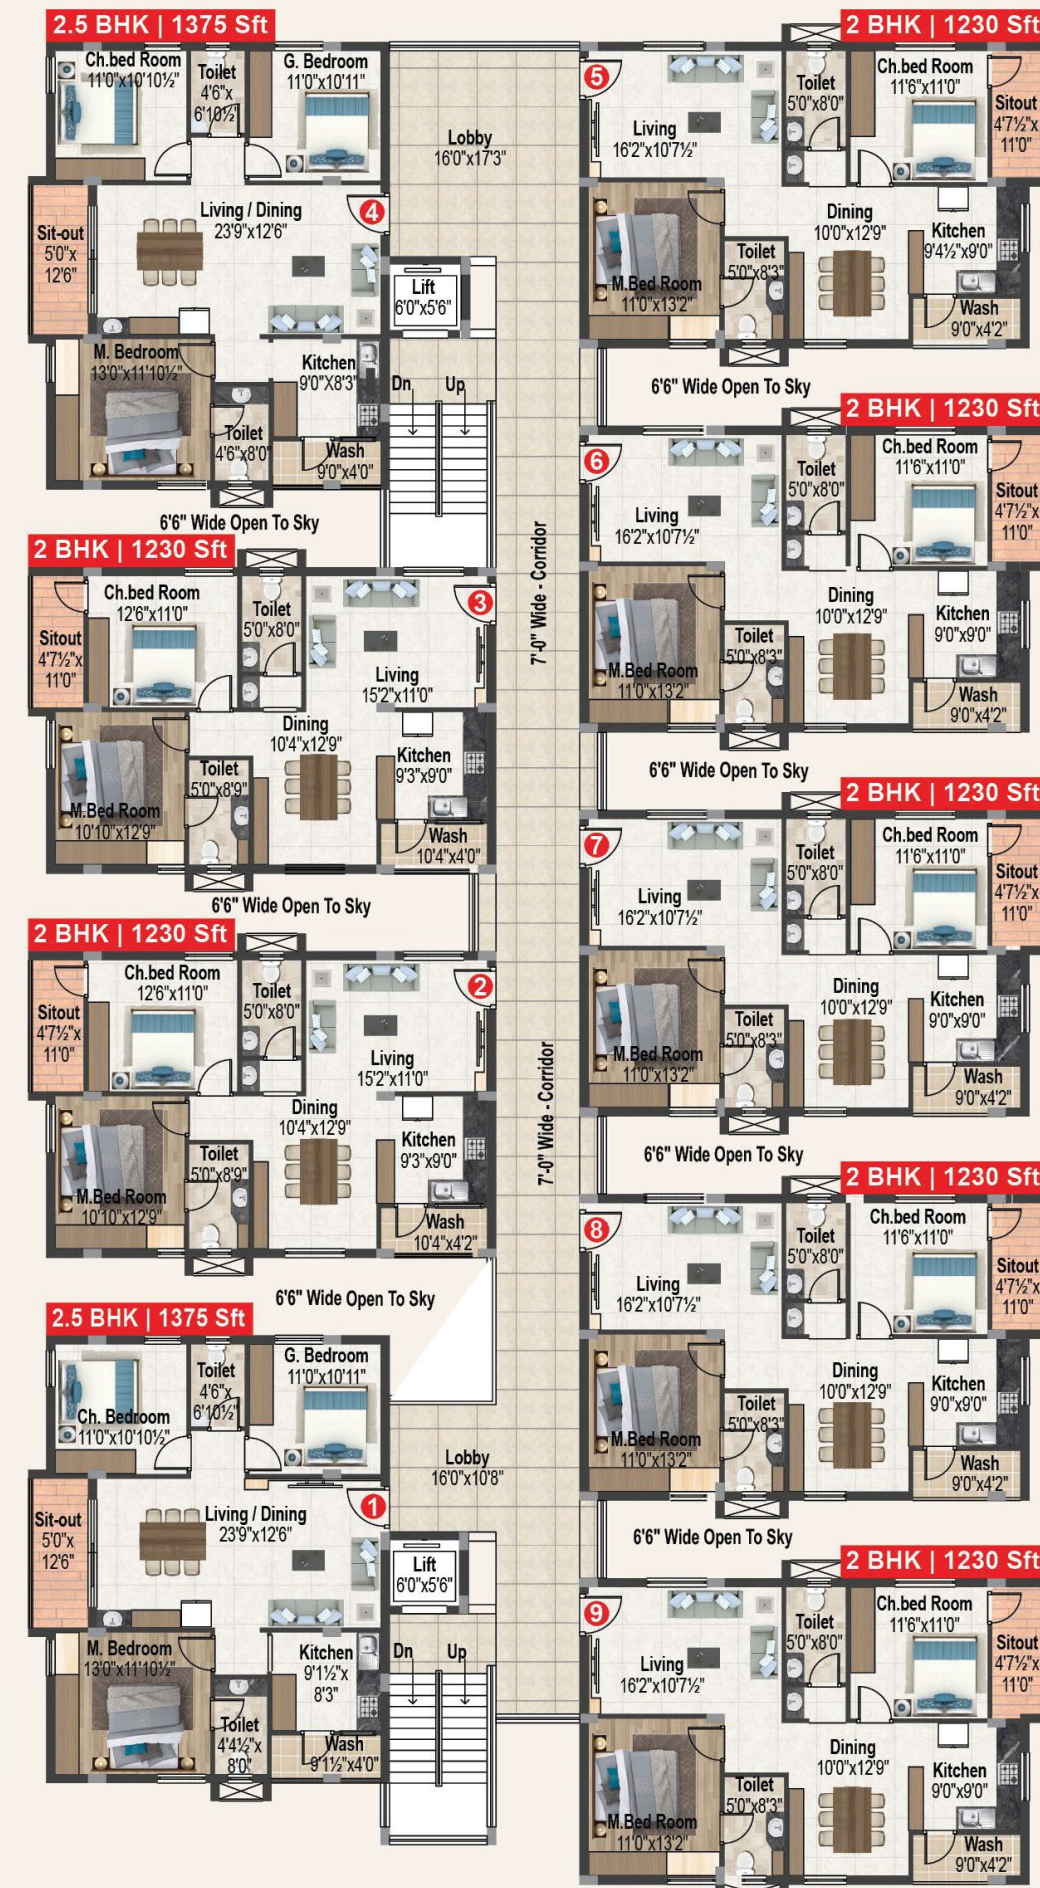 2.5 BHK | 1375 Sft
Ch.bed Room
11'0"x10'10½"
Toilet
4'6"x
6'10½"
G. Bedroom
11'0"x10'11"
Living / Dining
23'9"x12'6"
4
Sit-out
5'0"x
12'6"
M. Bedroom
13'0"x11'10½"
Toilet
4'6"x8'0"
Kitchen
9'0"X8'3"
Wash
9'0"x4'0"
Lobby
16'0"x17'3"
Lift
6'0"x5'6"
Dn
Up
6'6" Wide Open To Sky
2 BHK | 1230 Sft
Ch.bed Room
12'6"x11'0"
Sitout
4'7½"x
11'0"
Toilet
5'0"x8'0"
3
Living
15'2"x11'0"
Dining
10'4"x12'9"
Kitchen
9'3"x9'0"
M.Bed Room
10'10"x12'9"
Toilet
5'0"x8'9"
Wash
10'4"x4'0"
6'6" Wide Open To Sky
2 BHK | 1230 Sft
Ch.bed Room
12'6"x11'0"
Sitout
4'7½"x
11'0"
Toilet
5'0"x8'0"
2
Living
15'2"x11'0"
Dining
10'4"x12'9"
Kitchen
9'3"x9'0"
M.Bed Room
10'10"x12'9"
Toilet
5'0"x8'9"
Wash
10'4"x4'2"
6'6" Wide Open To Sky
2.5 BHK | 1375 Sft
Ch. Bedroom
11'0"x10'10½"
Toilet
4'6"x
6'10½"
G. Bedroom
11'0"x10'11"
Living / Dining
23'9"x12'6"
1
Sit-out
5'0"x
12'6"
M. Bedroom
13'0"x11'10½"
Toilet
4'4½"x
8'0"
Kitchen
9'1½"x
8'3"
Wash
9'1½"x4'0"
Lobby
16'0"x10'8"
Lift
6'0"x5'6"
Dn
Up
7'-0" Wide - Corridor
7'-0" Wide - Corridor
2 BHK | 1230 Sft
5
Living
16'2"x10'7½"
Toilet
5'0"x8'0"
Ch.bed Room
11'6"x11'0"
Sitout
4'7½"x
11'0"
M.Bed Room
11'0"x13'2"
Toilet
5'0"x8'3"
Dining
10'0"x12'9"
Kitchen
9'4½"x9'0"
Wash
9'0"x4'2"
6'6" Wide Open To Sky
2 BHK | 1230 Sft
6
Living
16'2"x10'7½"
Toilet
5'0"x8'0"
Ch.bed Room
11'6"x11'0"
Sitout
4'7½"x
11'0"
M.Bed Room
11'0"x13'2"
Toilet
5'0"x8'3"
Dining
10'0"x12'9"
Kitchen
9'0"x9'0"
Wash
9'0"x4'2"
6'6" Wide Open To Sky
2 BHK | 1230 Sft
7
Living
16'2"x10'7½"
Toilet
5'0"x8'0"
Ch.bed Room
11'6"x11'0"
Sitout
4'7½"x
11'0"
M.Bed Room
11'0"x13'2"
Toilet
5'0"x8'3"
Dining
10'0"x12'9"
Kitchen
9'0"x9'0"
Wash
9'0"x4'2"
6'6" Wide Open To Sky
2 BHK | 1230 Sft
8
Living
16'2"x10'7½"
Toilet
5'0"x8'0"
Ch.bed Room
11'6"x11'0"
Sitout
4'7½"x
11'0"
M.Bed Room
11'0"x13'2"
Toilet
5'0"x8'3"
Dining
10'0"x12'9"
Kitchen
9'0"x9'0"
Wash
9'0"x4'2"
6'6" Wide Open To Sky
2 BHK | 1230 Sft
9
Living
16'2"x10'7½"
Toilet
5'0"x8'0"
Ch.bed Room
11'6"x11'0"
Sitout
4'7½"x
11'0"
M.Bed Room
11'0"x13'2"
Toilet
5'0"x8'3"
Dining
10'0"x12'9"
Kitchen
9'0"x9'0"
Wash
9'0"x4'2"